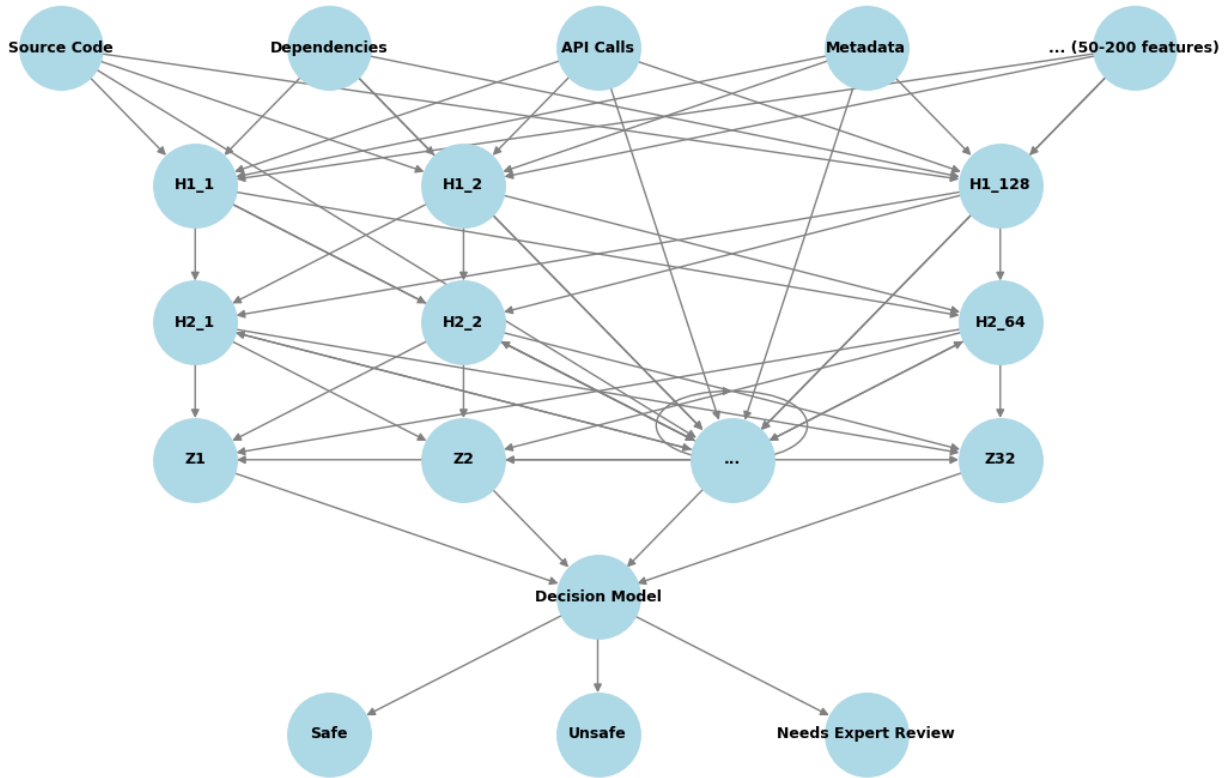 Source Code
Dependencies
API Calls
Metadata
... (50-200 features)
H1_1
H1_2
H1_128
H2_1
H2_2
H2_64
Z1
Z2
...
Z32
Decision Model
Safe
Unsafe
Needs Expert Review